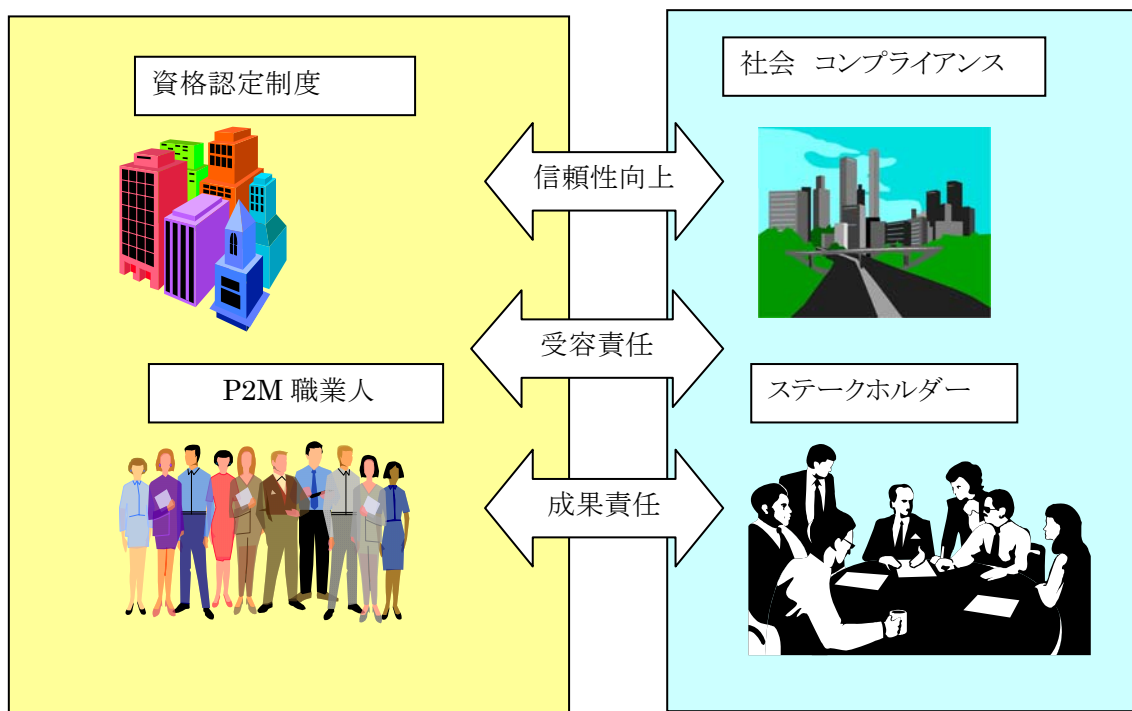 資格認定制度
社会 コンプライアンス
信頼性向上
受容責任
P2M 職業人
ステークホルダー
成果責任